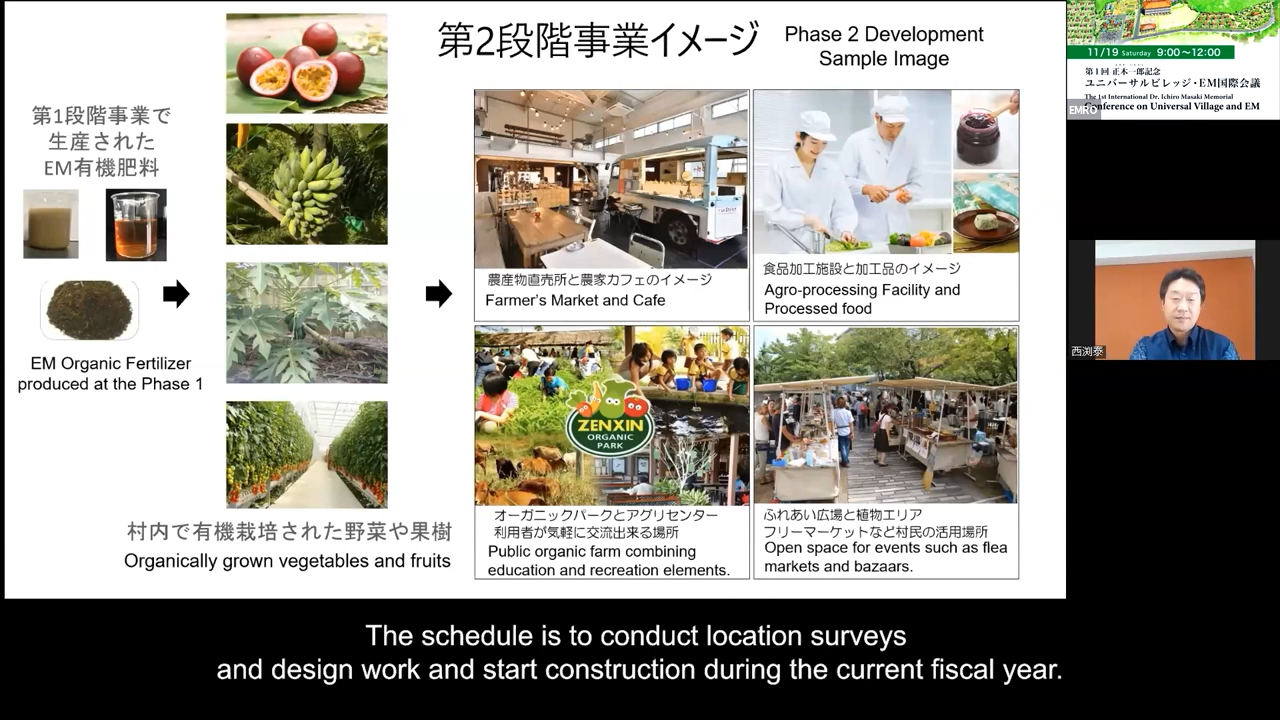 第2段階事業イメージ
Phase 2 Development
Sample Image
第1段階事業で
生産された
EM有機肥料
EM Organic Fertilizer
produced at the Phase 1
村内で有機栽培された野菜や果樹
Organically grown vegetables and fruits
農産物直売所と農家カフェのイメージ
Farmer's Market and Cafe
食品加工施設と加工品のイメージ
Agro-processing Facility and
Processed food
ZENXIN
ORGANIC
PARK
オーガニックパークとアグリセンター
利用者が気軽に交流出来る場所
Public organic farm combining
education and recreation elements.
ふれあい広場と植物エリア
フリーマーケットなど村民の活用場所
Open space for events such as flea
markets and bazaars.
11/19 Saturday 9:00～12:00
第1回 正木一郎記念
ユニバーサルビレッジ・EM国際会議
The 1st International Dr. Ichiro Masaki Memorial
Conference on Universal Village and EM
EMRO
西渕泰
The schedule is to conduct location surveys
and design work and start construction during the current fiscal year.